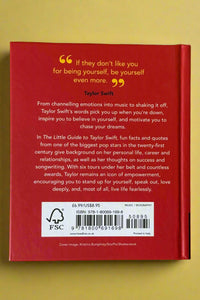 “
If they don't like you
for being yourself, be yourself
even more.
”
Taylor Swift
From channelling emotions into music to shaking it off,
Taylor Swift's words pick you up when you're down,
inspire you to believe in yourself, and motivate you to
chase your dreams.
In The Little Guide to Taylor Swift, fun facts and quotes
from one of the biggest pop stars in the twenty-first
century give background on her personal life, career
and relationships, as well as her thoughts on success and
songwriting. With six tours under her belt and countless
awards, Taylor remains an icon of empowerment,
encouraging you to stand up for yourself, speak out, love
deeply, and, most of all, live life fearlessly.
£6.99/US$8.95
FSC
50895